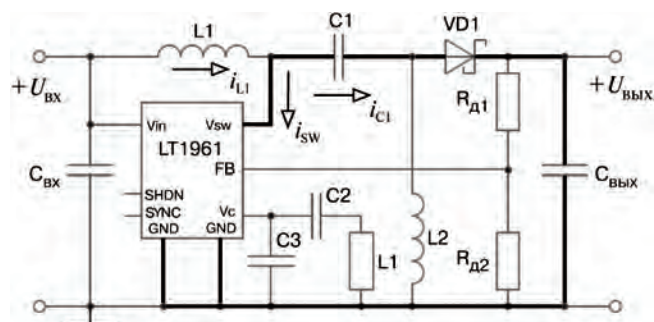 C1
VD1
L1
iL1
iC1
iSW
+Uвх
+Uвых
Rд1
Vin
Vsw
LT1961
FB
Cвх
Cвых
SHDN
SYNC
Vc
GND
GND
C2
C3
L1
L2
Rд2